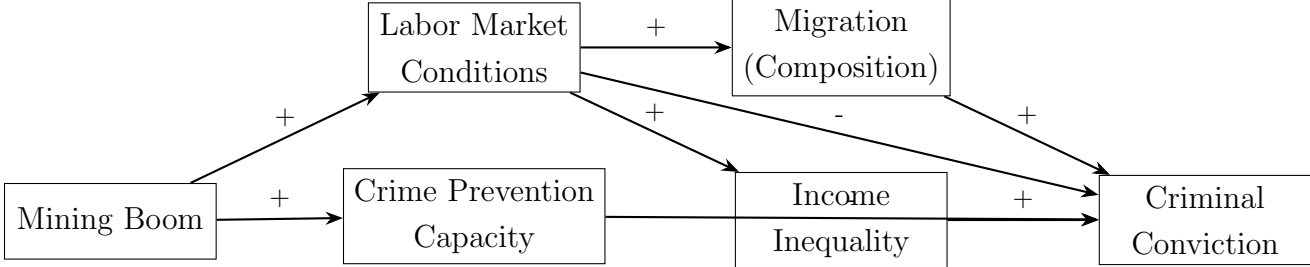 Labor Market
Conditions
Migration
(Composition)
Mining Boom
Crime Prevention
Capacity
Income
Inequality
Criminal
Conviction
+
+
+
-
+
+
-
+